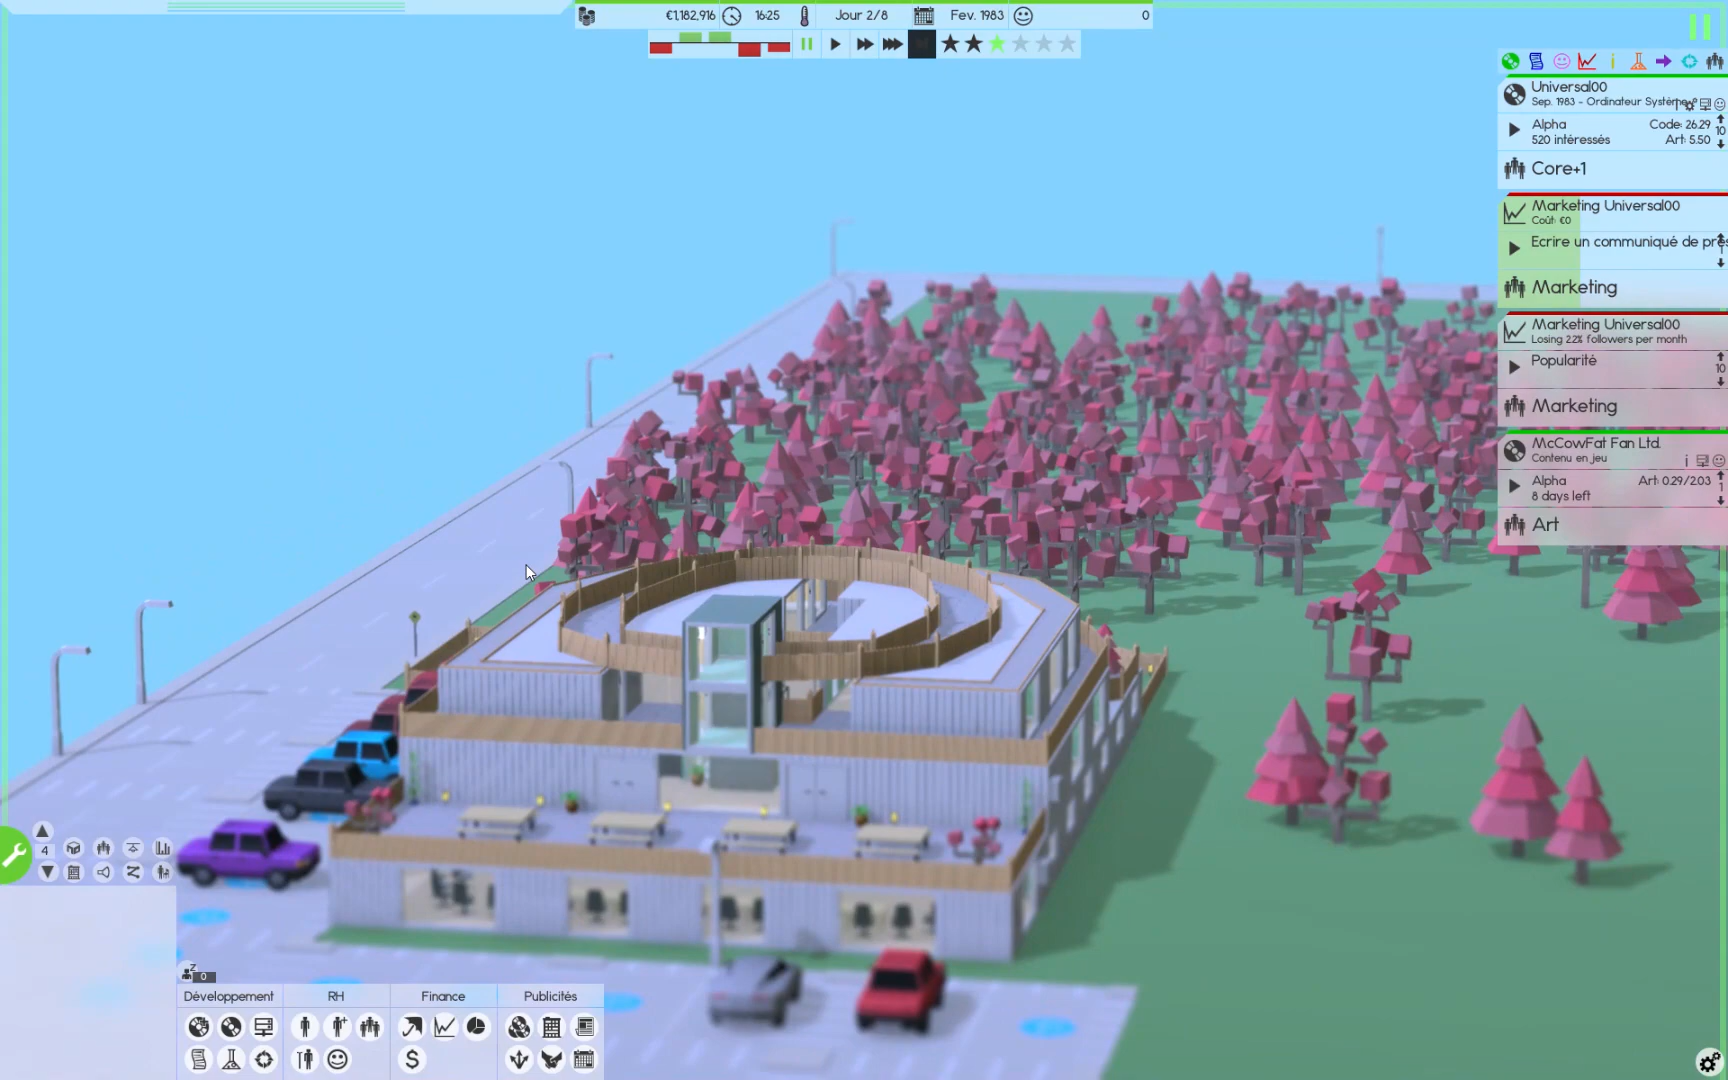 €1,182,916
16:25
Jour 2/8
Fev. 1983
0
Universal00
Sep. 1983 - Ordinateur Système
Alpha
Code: 26.29
10
520 intéressés
Art: 5.50
Core+1
Marketing Universal00
Coût: €0
Ecrire un communiqué de
Marketing
Marketing Universal00
Losing 22% followers per month
Popularité
10
Marketing
McCowFat Fan Ltd.
Contenu en jeu
Alpha
Art: 0.29/2.03
1
8 days left
Art
4
0
Développement
RH
Finance
Publicités